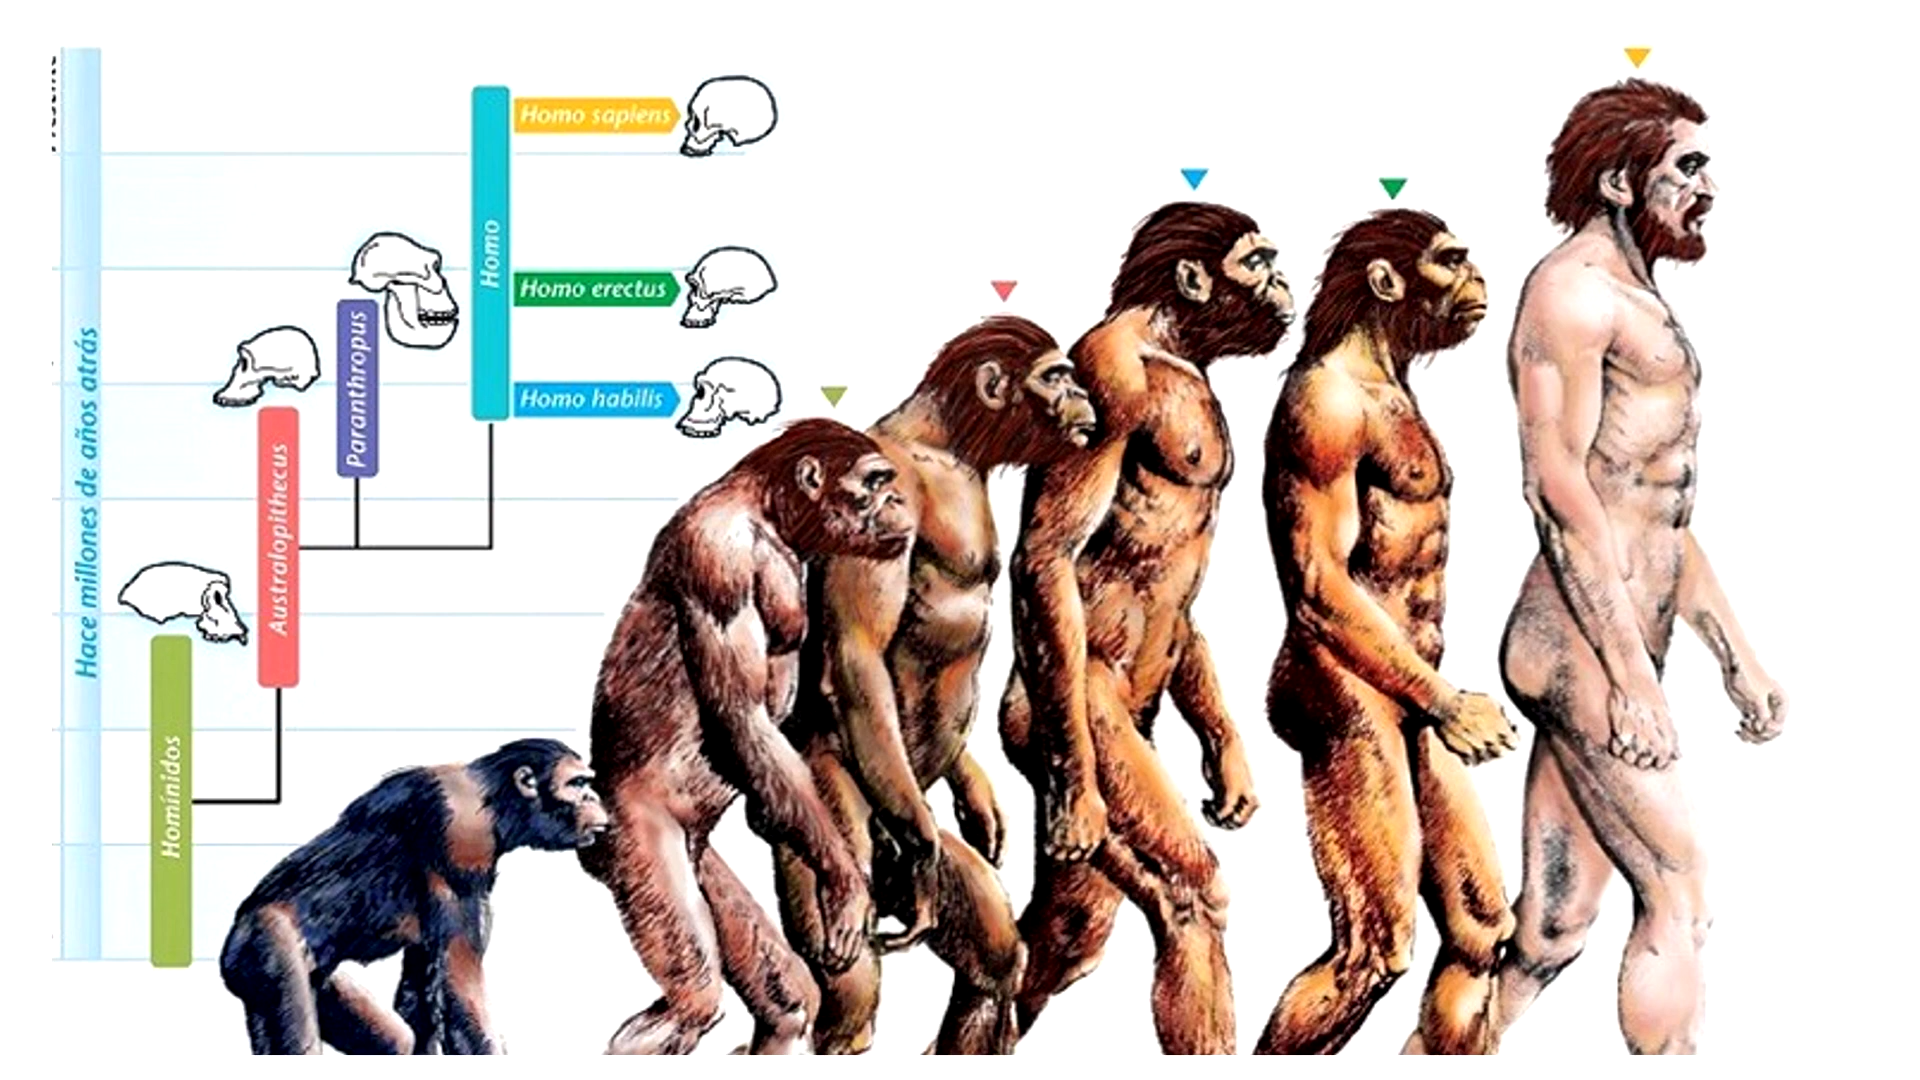 Homo sapiens
Homo
Homo erectus
Paranthropus
Homo habilis
Hace millones de años atrás
Australopithecus
Homínidos